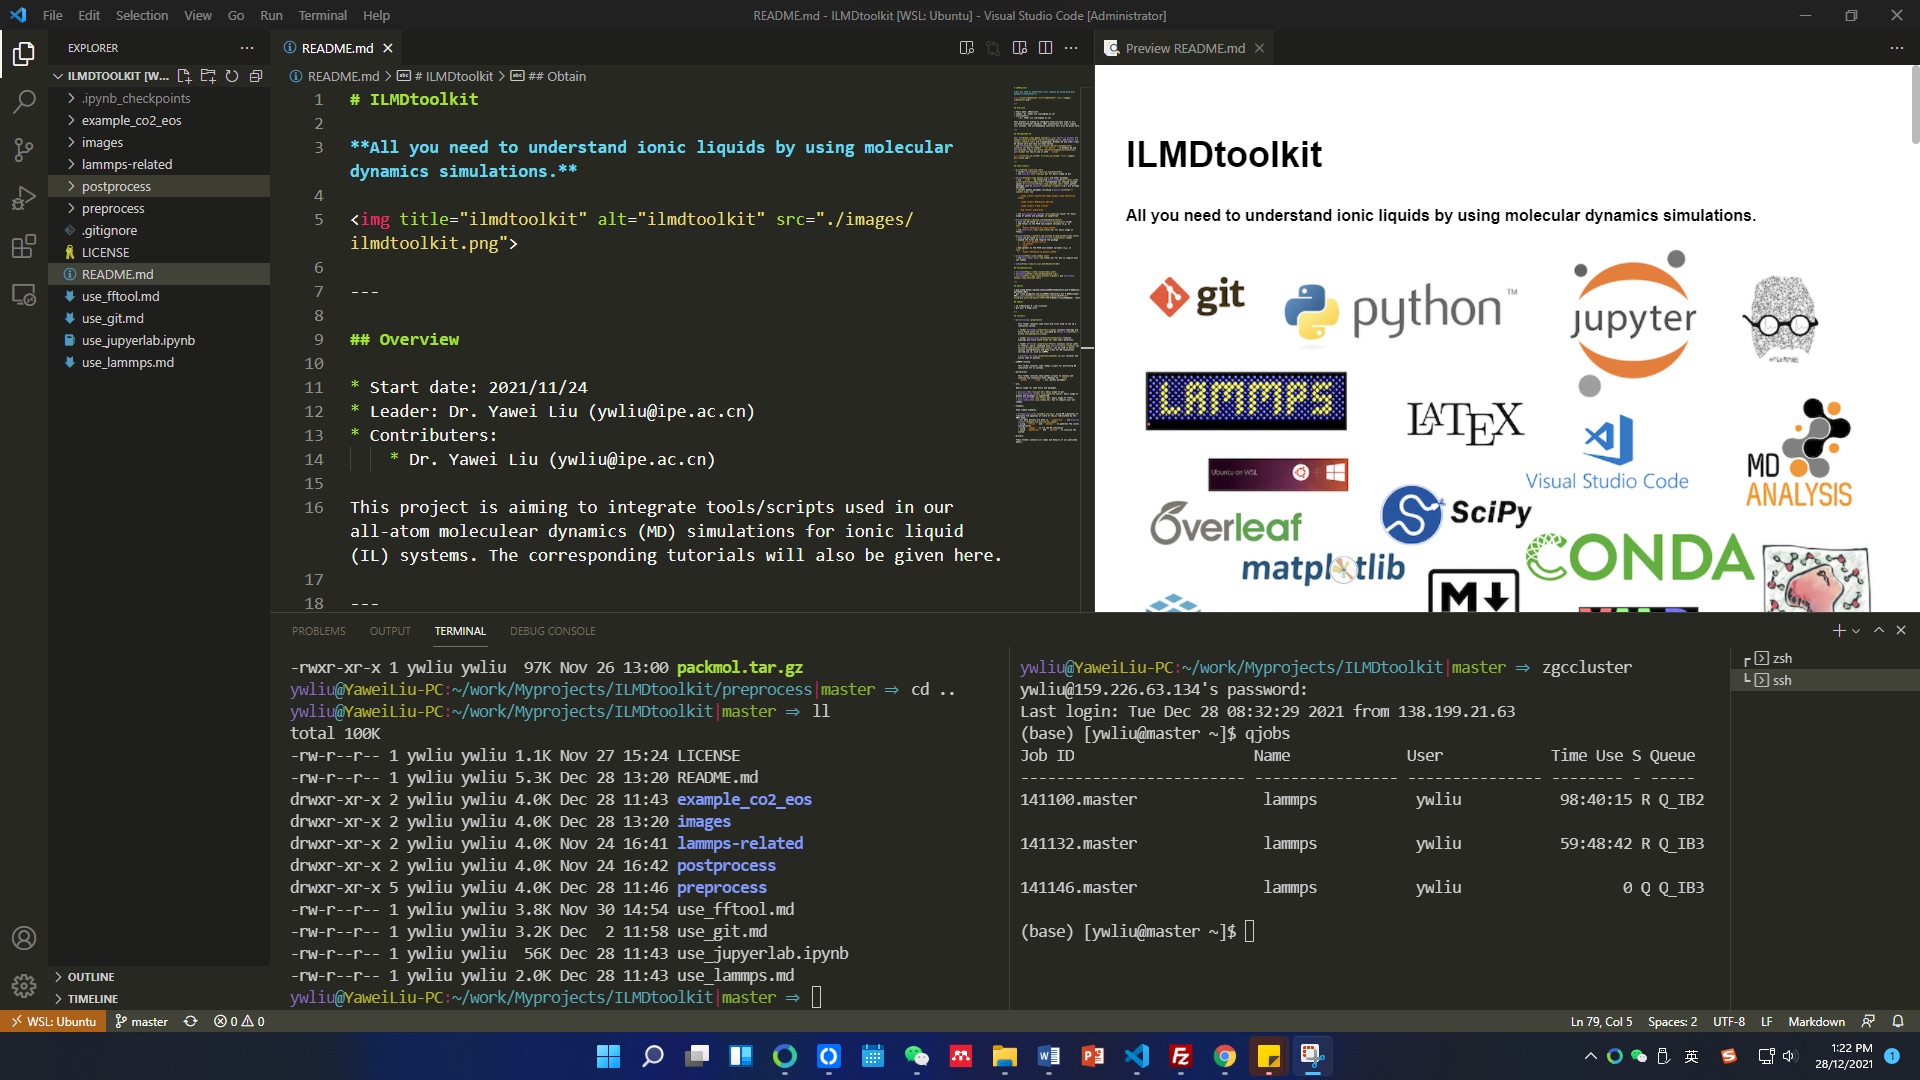 File Edit Selection View Go Run Terminal Help
README.md - ILMDtoolkit [WSL: Ubuntu] - Visual Studio Code [Administrator]
EXPLORER
ILMDTOOLKIT [W...
.ipynb_checkpoints
example_co2_eos
images
lammps-related
postprocess
preprocess
.gitignore
LICENSE
README.md
use_fftool.md
use_git.md
use_jupyerlab.ipynb
use_lammps.md
OUTLINE
TIMELINE
README.md
README.md > # ILMDtoolkit > ## Obtain
1 # ILMDtoolkit
2
3 **All you need to understand ionic liquids by using molecular
dynamics simulations.**
4
5 <img title="ilmdtoolkit" alt="ilmdtoolkit" src="./images/
ilmdtoolkit.png">
6
7 ---
8
9 ## Overview
10
11 * Start date: 2021/11/24
12 * Leader: Dr. Yawei Liu (ywliu@ipe.ac.cn)
13 * Contributers:
14 * Dr. Yawei Liu (ywliu@ipe.ac.cn)
15
16 This project is aiming to integrate tools/scripts used in our
all-atom moleculear dynamics (MD) simulations for ionic liquid
(IL) systems. The corresponding tutorials will also be given here.
17
18 ---
Preview README.md
ILMDtoolkit
All you need to understand ionic liquids by using molecular dynamics simulations.
git
python™
jupyter
LAMMPS
LATEX
Visual Studio Code
MD
ANALYSIS
Ubuntu on WSL
Overleaf
SciPy
matplotlib
CONDA
M
PROBLEMS OUTPUT TERMINAL DEBUG CONSOLE
-rwxr-xr-x 1 ywliu ywliu 97K Nov 26 13:00 packmol.tar.gz
ywliu@YaweiLiu-PC:~/work/Myprojects/ILMDtoolkit/preprocess|master ⇒ cd ..
ywliu@YaweiLiu-PC:~/work/Myprojects/ILMDtoolkit|master ⇒ ll
total 100K
-rw-r--r-- 1 ywliu ywliu 1.1K Nov 27 15:24 LICENSE
-rw-r--r-- 1 ywliu ywliu 5.3K Dec 28 13:20 README.md
drwxr-xr-x 2 ywliu ywliu 4.0K Dec 28 11:43 example_co2_eos
drwxr-xr-x 2 ywliu ywliu 4.0K Dec 28 13:20 images
drwxr-xr-x 2 ywliu ywliu 4.0K Nov 24 16:41 lammps-related
drwxr-xr-x 2 ywliu ywliu 4.0K Nov 24 16:42 postprocess
drwxr-xr-x 5 ywliu ywliu 4.0K Dec 28 11:46 preprocess
-rw-r--r-- 1 ywliu ywliu 3.8K Nov 30 14:54 use_fftool.md
-rw-r--r-- 1 ywliu ywliu 3.2K Dec 2 11:58 use_git.md
-rw-r--r-- 1 ywliu ywliu 56K Dec 28 11:43 use_jupyerlab.ipynb
-rw-r--r-- 1 ywliu ywliu 2.0K Dec 28 11:43 use_lammps.md
ywliu@YaweiLiu-PC:~/work/Myprojects/ILMDtoolkit|master ⇒
ywliu@YaweiLiu-PC:~/work/Myprojects/ILMDtoolkit|master ⇒ zgccluster
ywliu@159.226.63.134's password:
Last login: Tue Dec 28 08:32:29 2021 from 138.199.21.63
(base) [ywliu@master ~]$ qjobs
Job ID Name User Time Use S Queue
------------------------- ---------------- --------------- -------- - -----
141100.master lammps ywliu 98:40:15 R Q_IB2
141132.master lammps ywliu 59:48:42 R Q_IB3
141146.master lammps ywliu 0 Q Q_IB3
(base) [ywliu@master ~]$
zsh
ssh
WSL: Ubuntu master 0 0
Ln 79, Col 5 Spaces: 2 UTF-8 LF Markdown
英
1:22 PM
28/12/2021
1